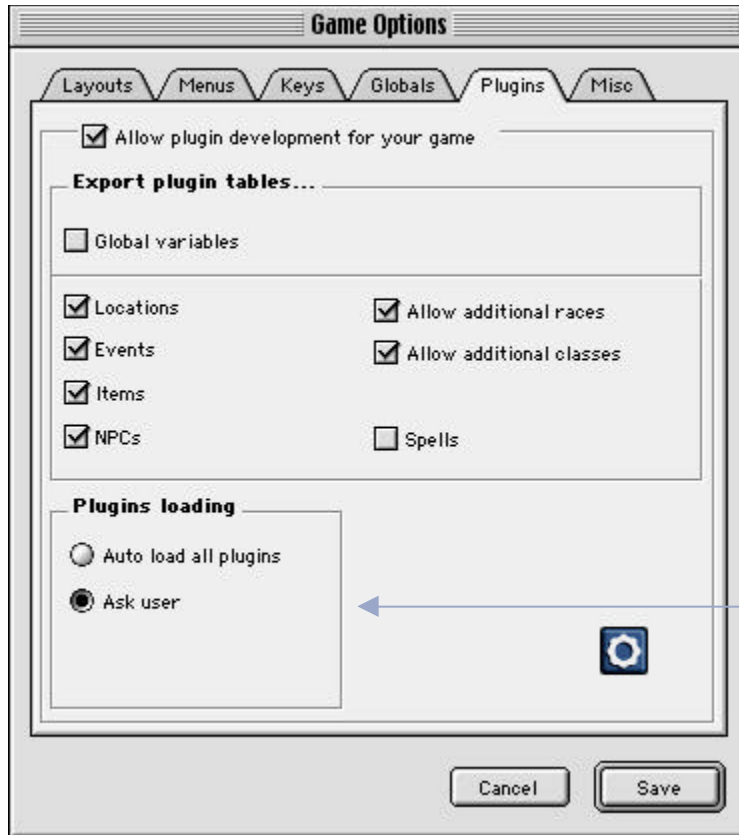 Game Options
Layouts Menus Keys Globals Plugins Misc
Allow plugin development for your game
Export plugin tables...
Global variables
Locations Allow additional races
Events Allow additional classes
Items
NPCs Spells
Plugins loading
Auto load all plugins
Ask user
Cancel Save